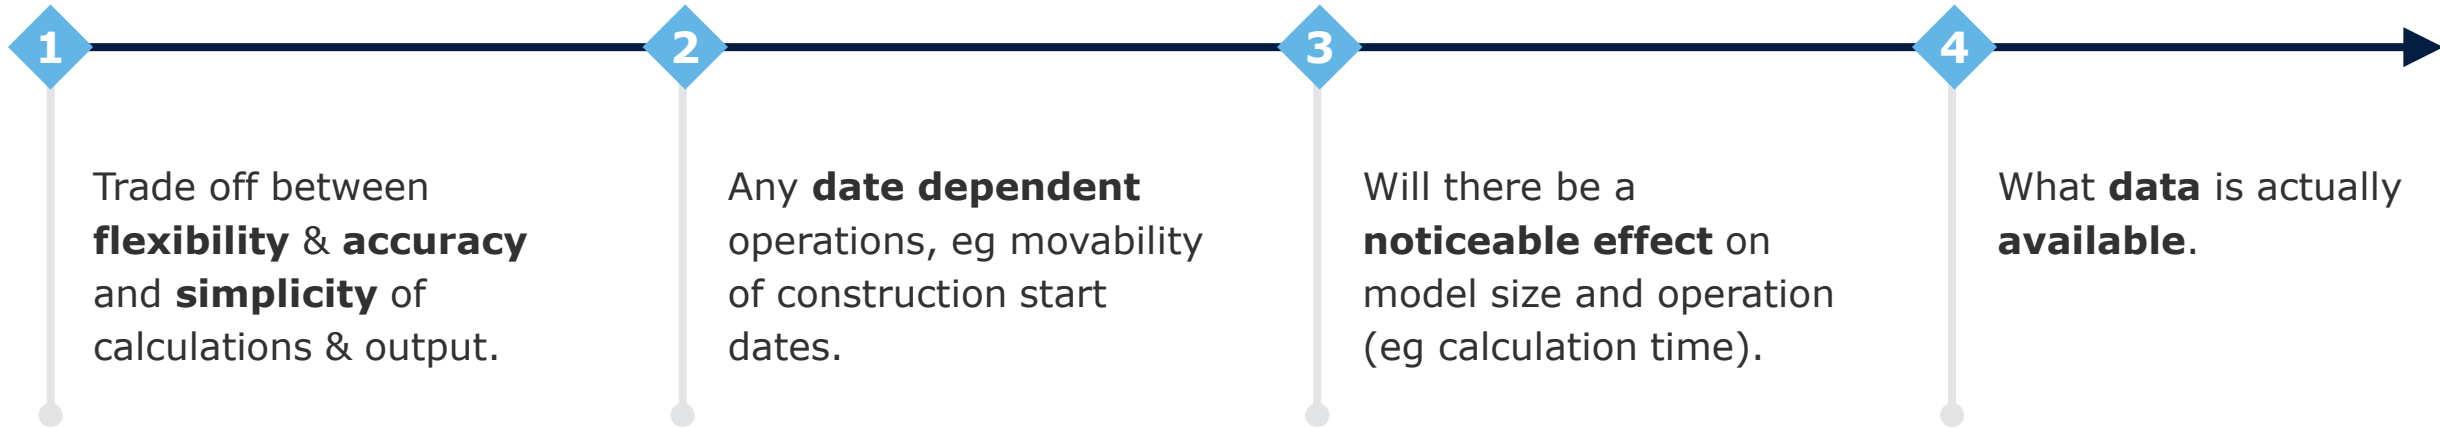 1
2
3
4
Trade off between
flexibility & accuracy
and simplicity of
calculations & output.
Any date dependent
operations, eg movability
of construction start
dates.
Will there be a
noticeable effect on
model size and operation
(eg calculation time).
What data is actually
available.